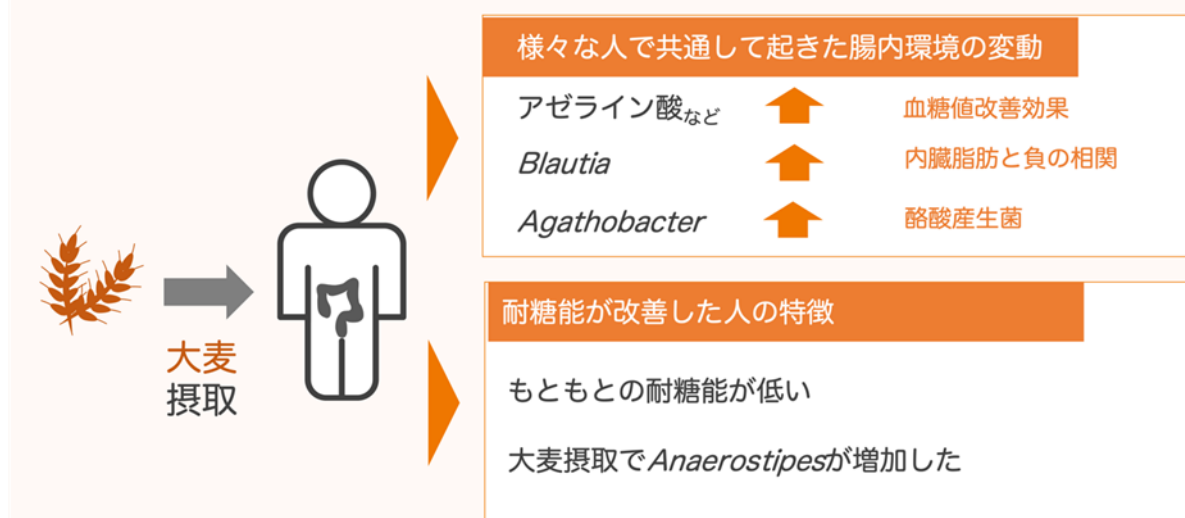 様々な人で共通して起きた腸内環境の変動
アゼライン酸など 血糖値改善効果
Blautia 内臓脂肪と負の相関
Agathobacter 酪酸産生菌
大麦
摂取
耐糖能が改善した人の特徴
もともとの耐糖能が低い
大麦摂取でAnaerostipesが増加した